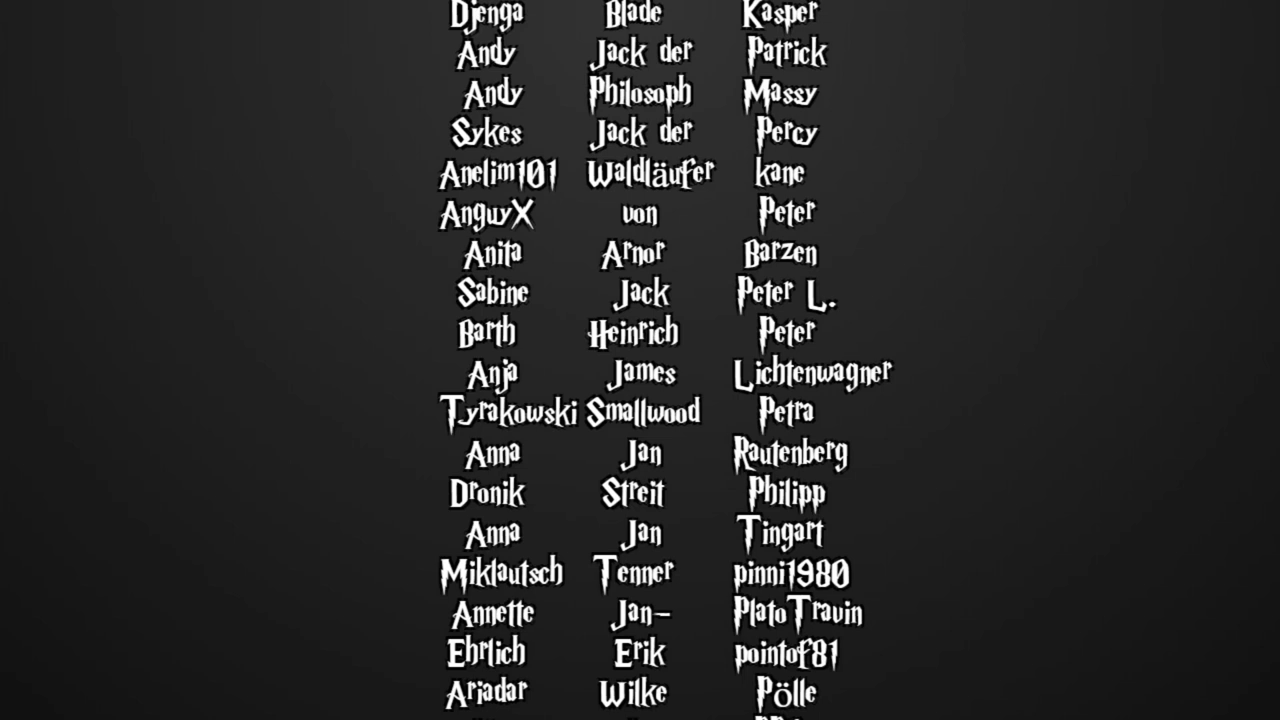 Djenga Blade Kasper
Andy Jack der Patrick
Andy Philosoph Massy
Sykes Jack der Percy
Anelim101 Waldläufer kane
AnguyX von Peter
Anita Arnor Barzen
Sabine Jack Peter L.
Barth Heinrich Peter
Anja James Lichtenwagner
Tyrakowski Smallwood Petra
Anna Jan Rautenberg
Dronik Streit Philipp
Anna Jan Tingart
Miklautsch Tenner pinni1980
Annette Jan- PlatoTravin
Ehrlich Erik pointof81
Ariadar Wilke Pölle